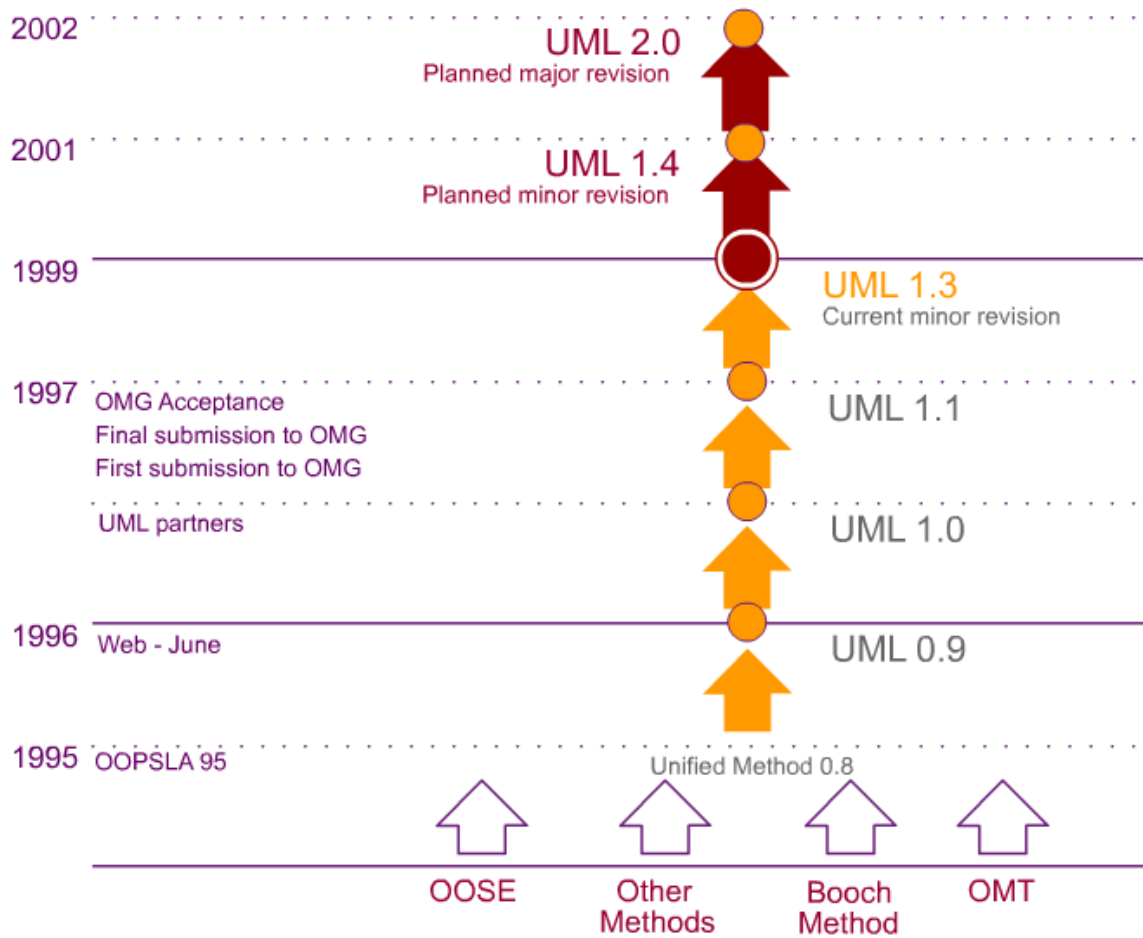 2002
UML 2.0
Planned major revision
2001
UML 1.4
Planned minor revision
1999
UML 1.3
Current minor revision
1997
OMG Acceptance
UML 1.1
Final submission to OMG
First submission to OMG
UML partners
UML 1.0
1996
Web - June
UML 0.9
1995
OOPSLA 95
Unified Method 0.8
OOSE
Other
Methods
Booch
Method
OMT